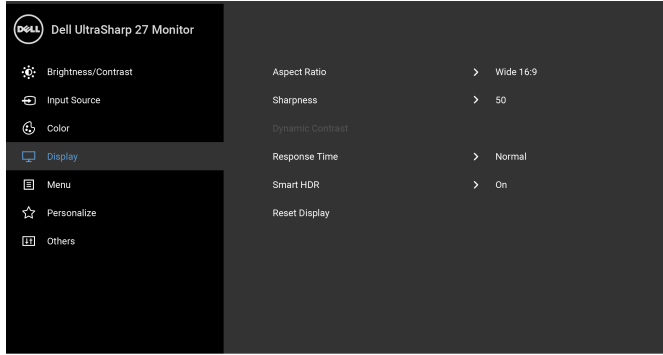 DELL Dell UltraSharp 27 Monitor
Brightness/Contrast
Input Source
Color
Display
Menu
Personalize
Others
Aspect Ratio > Wide 16:9
Sharpness > 50
Dynamic Contrast
Response Time > Normal
Smart HDR > On
Reset Display